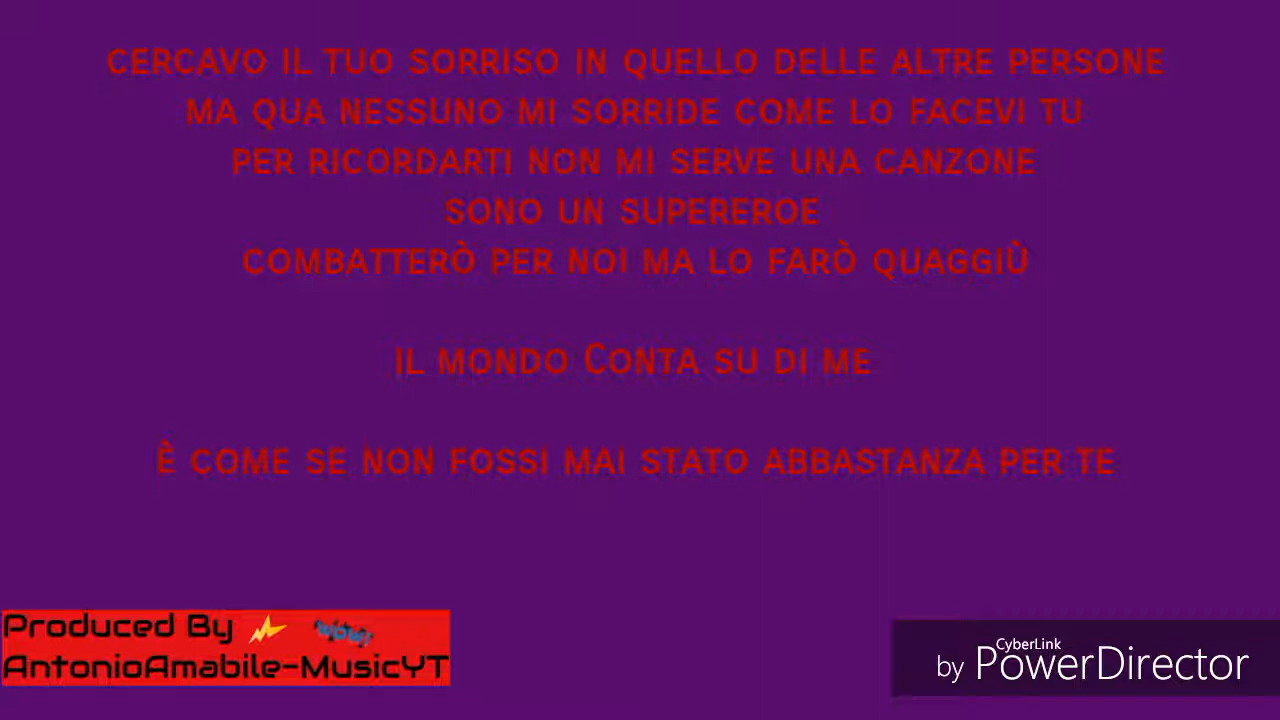 CERCAVO IL TUO SORRISO IN QUELLO DELLE ALTRE PERSONE
MA QUA NESSUNO MI SORRIDE COME LO FACEVI TU
PER RICORDARTI NON MI SERVE UNA CANZONE
SONO UN SUPEREROE
COMBATTERÒ PER NOI MA LO FARÒ QUAGGIÙ
IL MONDO CONTA SU DI ME
È COME SE NON FOSSI MAI STATO ABBASTANZA PER TE
Produced By WOW!
AntonioAmabile-MusicYT
CyberLink
by PowerDirector